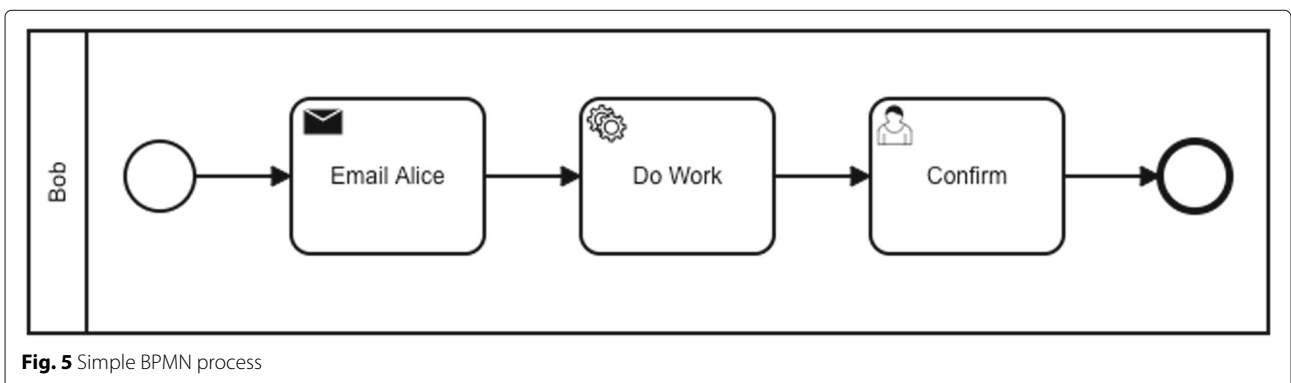 Bob
Email Alice
Do Work
Confirm
Fig. 5 Simple BPMN process